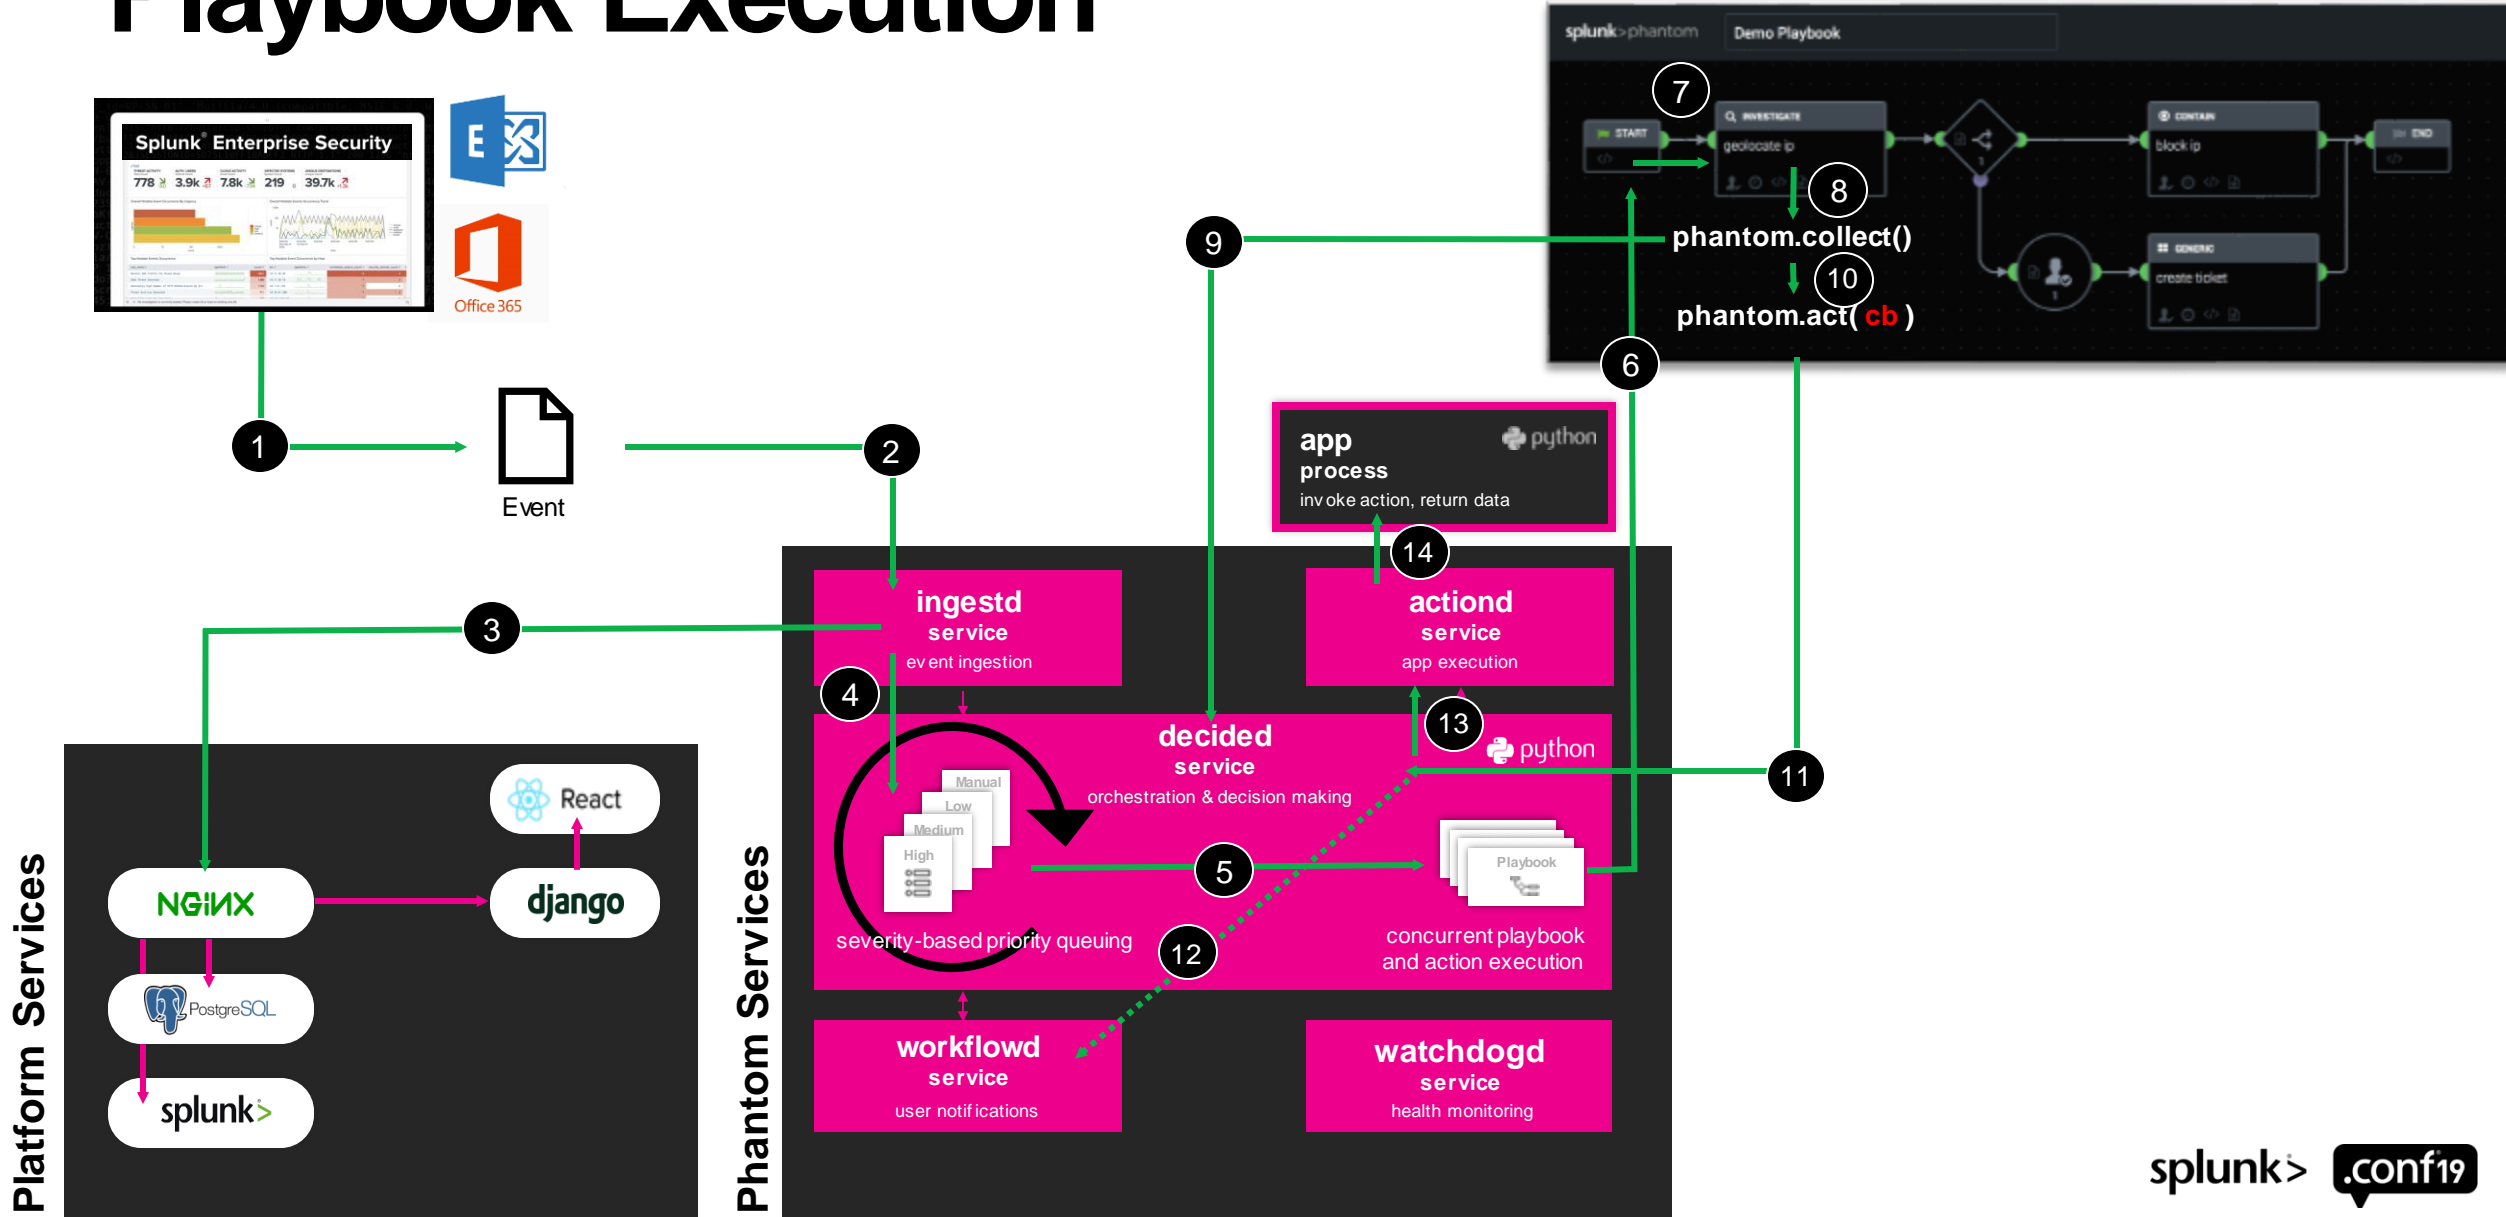 Playbook Execution
splunk>phantom
Demo Playbook
Splunk® Enterprise Security
778
3.9k
7.8k
219
39.7k
Office 365
START
INVESTIGATE
geolocate ip
1
CONTAIN
block ip
END
1
GENERIC
create ticket
7
8
phantom.collect()
9
10
phantom.act( cb )
6
1
Event
2
app
process
invoke action, return data
python
14
3
ingestd
service
event ingestion
actiond
service
app execution
4
13
decided
service
orchestration & decision making
python
11
Manual
Low
Medium
High
5
Playbook
severity-based priority queuing
12
concurrent playbook
and action execution
workflowd
service
user notifications
watchdogd
service
health monitoring
Platform Services
React
NGINX
django
PostgreSQL
splunk>
Phantom Services
splunk>
.conf19